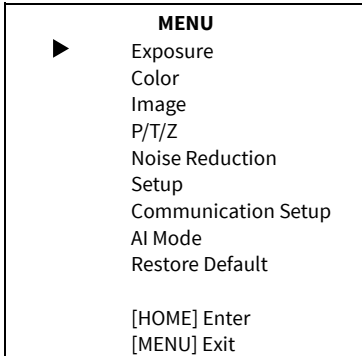 MENU
Exposure
Color
Image
P/T/Z
Noise Reduction
Setup
Communication Setup
AI Mode
Restore Default
[HOME] Enter
[MENU] Exit